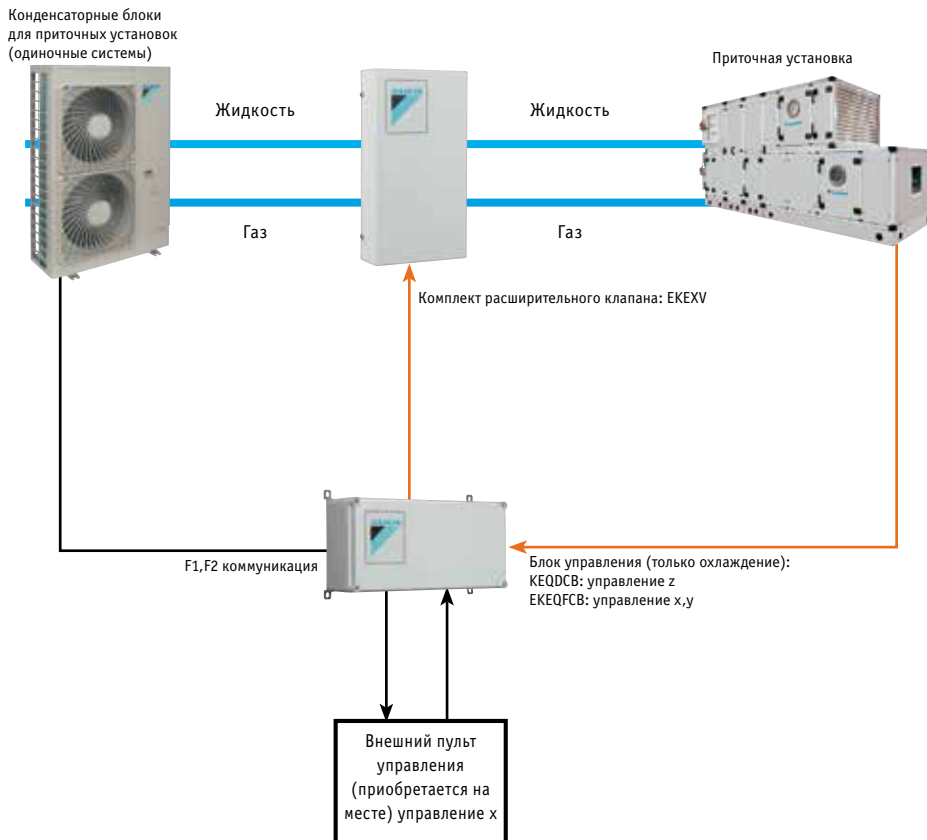 Конденсаторные блоки
для приточных установок
(одиночные системы)
Приточная установка
Жидкость
Жидкость
Газ
Газ
Комплект расширительного клапана: EKEXV
F1,F2 коммуникация
Блок управления (только охлаждение):
KEQDCB: управление z
EKEQFCB: управление x,y
Внешний пульт
управления
(приобретается на
месте) управление x